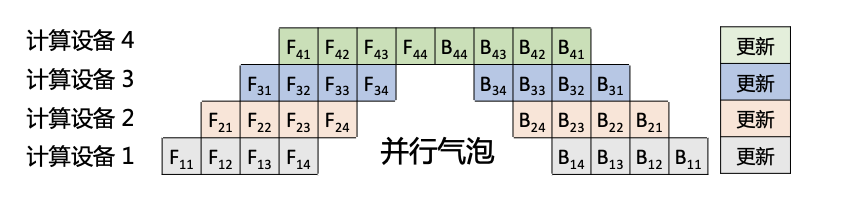 计算设备 4 F41 F42 F43 F44 B44 B43 B42 B41 更新
计算设备 3 F31 F32 F33 F34 B34 B33 B32 B31 更新
计算设备 2 F21 F22 F23 F24 B24 B23 B22 B21 更新
计算设备 1 F11 F12 F13 F14 并行气泡 B14 B13 B12 B11 更新